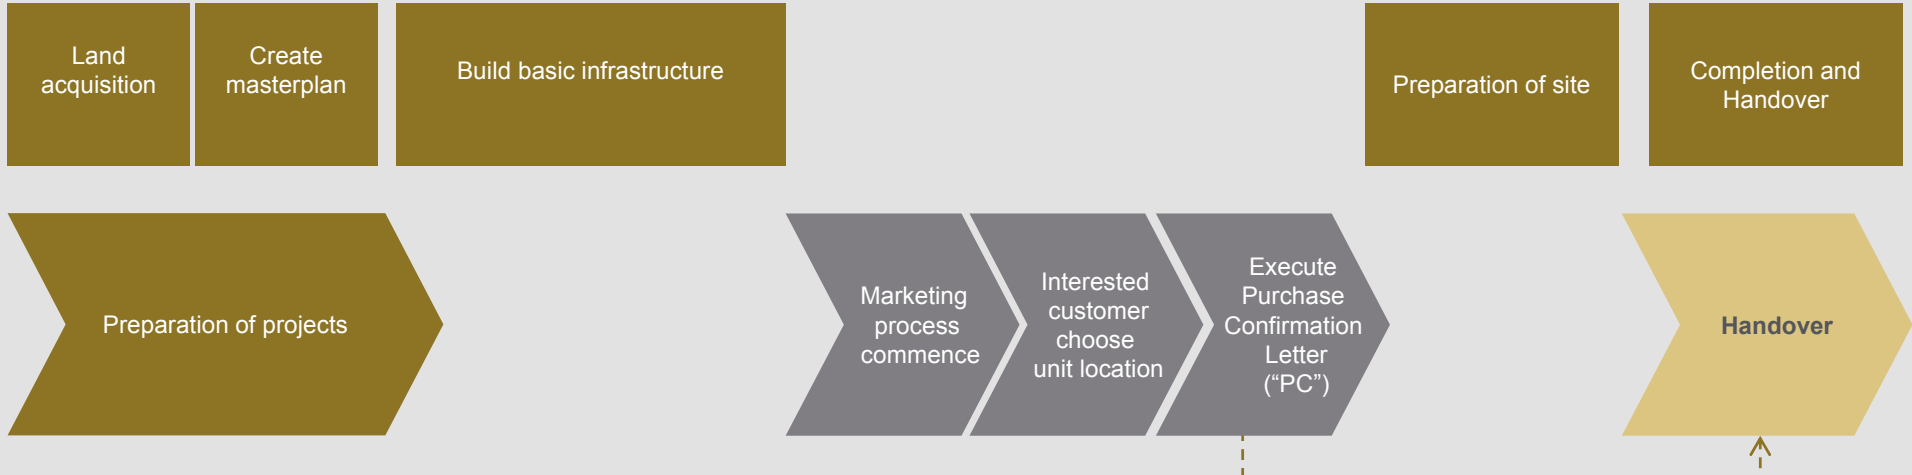 Land
acquisition
Create
masterplan
Build basic infrastructure
Preparation of site
Completion and
Handover
Preparation of projects
Marketing
process
commence
Interested
customer
choose
unit location
Execute
Purchase
Confirmation
Letter
(“PC”)
Handover